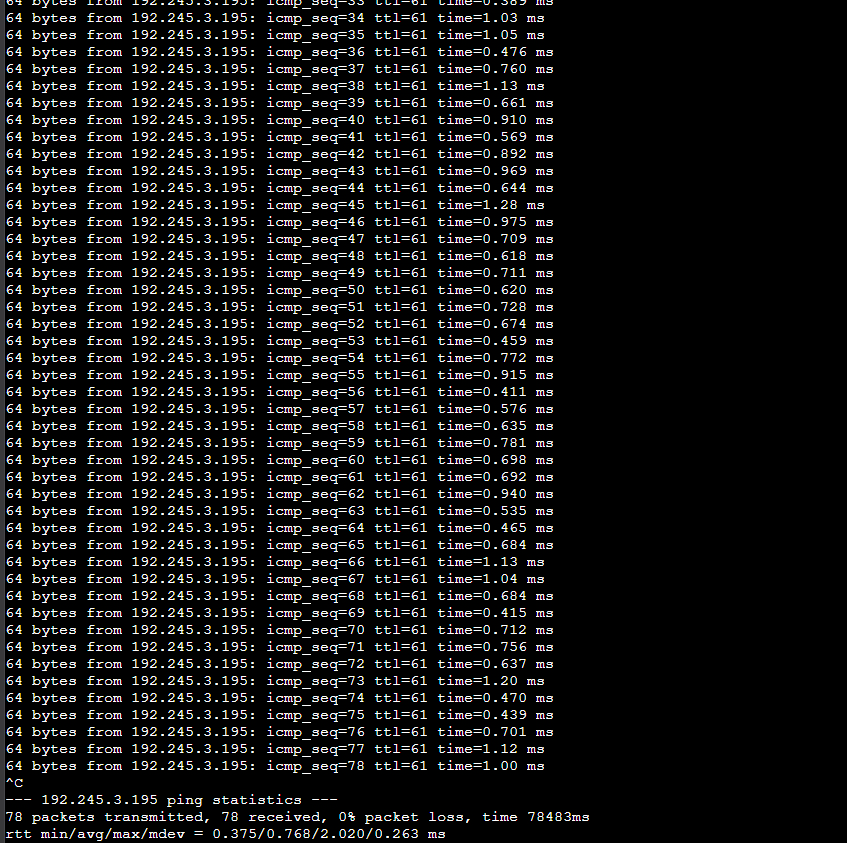 64 bytes from 192.245.3.195: icmp_seq=33 ttl=61 time=0.389 ms
64 bytes from 192.245.3.195: icmp_seq=34 ttl=61 time=1.03 ms
64 bytes from 192.245.3.195: icmp_seq=35 ttl=61 time=1.05 ms
64 bytes from 192.245.3.195: icmp_seq=36 ttl=61 time=0.476 ms
64 bytes from 192.245.3.195: icmp_seq=37 ttl=61 time=0.760 ms
64 bytes from 192.245.3.195: icmp_seq=38 ttl=61 time=1.13 ms
64 bytes from 192.245.3.195: icmp_seq=39 ttl=61 time=0.661 ms
64 bytes from 192.245.3.195: icmp_seq=40 ttl=61 time=0.910 ms
64 bytes from 192.245.3.195: icmp_seq=41 ttl=61 time=0.569 ms
64 bytes from 192.245.3.195: icmp_seq=42 ttl=61 time=0.892 ms
64 bytes from 192.245.3.195: icmp_seq=43 ttl=61 time=0.969 ms
64 bytes from 192.245.3.195: icmp_seq=44 ttl=61 time=0.644 ms
64 bytes from 192.245.3.195: icmp_seq=45 ttl=61 time=1.28 ms
64 bytes from 192.245.3.195: icmp_seq=46 ttl=61 time=0.975 ms
64 bytes from 192.245.3.195: icmp_seq=47 ttl=61 time=0.709 ms
64 bytes from 192.245.3.195: icmp_seq=48 ttl=61 time=0.618 ms
64 bytes from 192.245.3.195: icmp_seq=49 ttl=61 time=0.711 ms
64 bytes from 192.245.3.195: icmp_seq=50 ttl=61 time=0.620 ms
64 bytes from 192.245.3.195: icmp_seq=51 ttl=61 time=0.728 ms
64 bytes from 192.245.3.195: icmp_seq=52 ttl=61 time=0.674 ms
64 bytes from 192.245.3.195: icmp_seq=53 ttl=61 time=0.459 ms
64 bytes from 192.245.3.195: icmp_seq=54 ttl=61 time=0.772 ms
64 bytes from 192.245.3.195: icmp_seq=55 ttl=61 time=0.915 ms
64 bytes from 192.245.3.195: icmp_seq=56 ttl=61 time=0.411 ms
64 bytes from 192.245.3.195: icmp_seq=57 ttl=61 time=0.576 ms
64 bytes from 192.245.3.195: icmp_seq=58 ttl=61 time=0.635 ms
64 bytes from 192.245.3.195: icmp_seq=59 ttl=61 time=0.781 ms
64 bytes from 192.245.3.195: icmp_seq=60 ttl=61 time=0.698 ms
64 bytes from 192.245.3.195: icmp_seq=61 ttl=61 time=0.692 ms
64 bytes from 192.245.3.195: icmp_seq=62 ttl=61 time=0.940 ms
64 bytes from 192.245.3.195: icmp_seq=63 ttl=61 time=0.535 ms
64 bytes from 192.245.3.195: icmp_seq=64 ttl=61 time=0.465 ms
64 bytes from 192.245.3.195: icmp_seq=65 ttl=61 time=0.684 ms
64 bytes from 192.245.3.195: icmp_seq=66 ttl=61 time=1.13 ms
64 bytes from 192.245.3.195: icmp_seq=67 ttl=61 time=1.04 ms
64 bytes from 192.245.3.195: icmp_seq=68 ttl=61 time=0.684 ms
64 bytes from 192.245.3.195: icmp_seq=69 ttl=61 time=0.415 ms
64 bytes from 192.245.3.195: icmp_seq=70 ttl=61 time=0.712 ms
64 bytes from 192.245.3.195: icmp_seq=71 ttl=61 time=0.756 ms
64 bytes from 192.245.3.195: icmp_seq=72 ttl=61 time=0.637 ms
64 bytes from 192.245.3.195: icmp_seq=73 ttl=61 time=1.20 ms
64 bytes from 192.245.3.195: icmp_seq=74 ttl=61 time=0.470 ms
64 bytes from 192.245.3.195: icmp_seq=75 ttl=61 time=0.439 ms
64 bytes from 192.245.3.195: icmp_seq=76 ttl=61 time=0.701 ms
64 bytes from 192.245.3.195: icmp_seq=77 ttl=61 time=1.12 ms
64 bytes from 192.245.3.195: icmp_seq=78 ttl=61 time=1.00 ms
^C
--- 192.245.3.195 ping statistics ---
78 packets transmitted, 78 received, 0% packet loss, time 78483ms
rtt min/avg/max/mdev = 0.375/0.768/2.020/0.263 ms